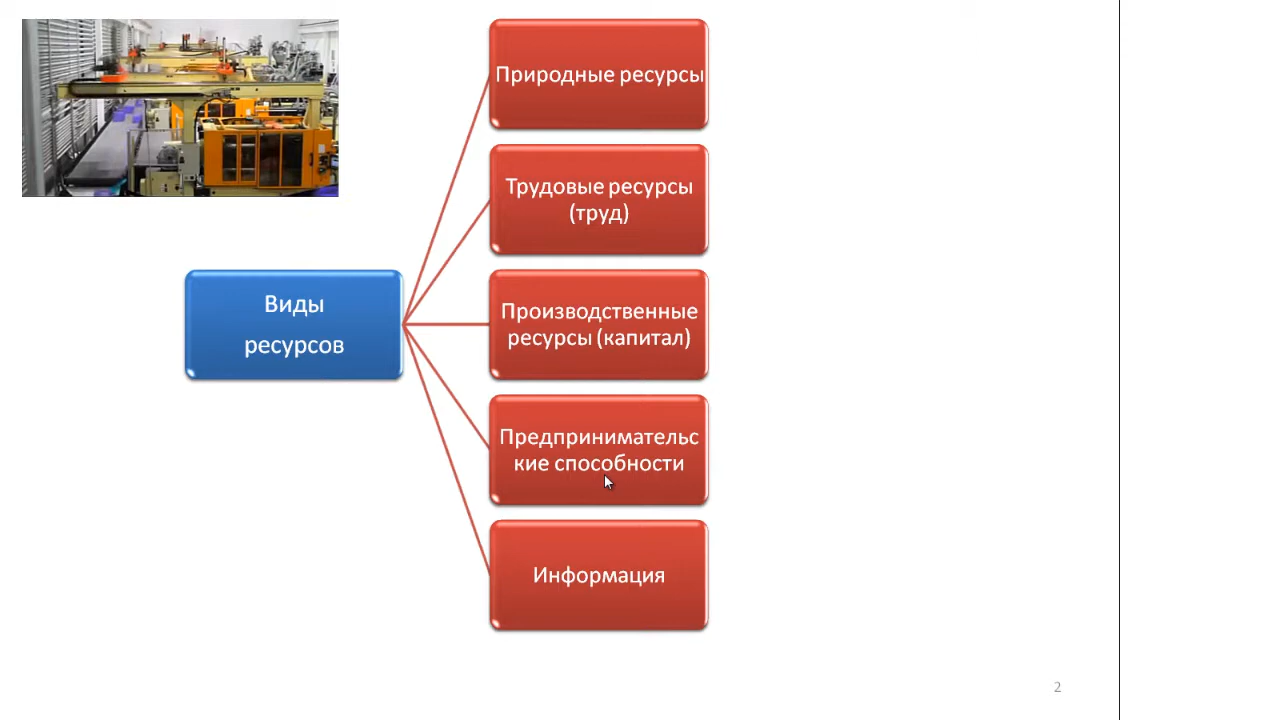 Виды
ресурсов
Природные ресурсы
Трудовые ресурсы
(труд)
Производственные
ресурсы (капитал)
Предпринимательс
кие способности
Информация
2